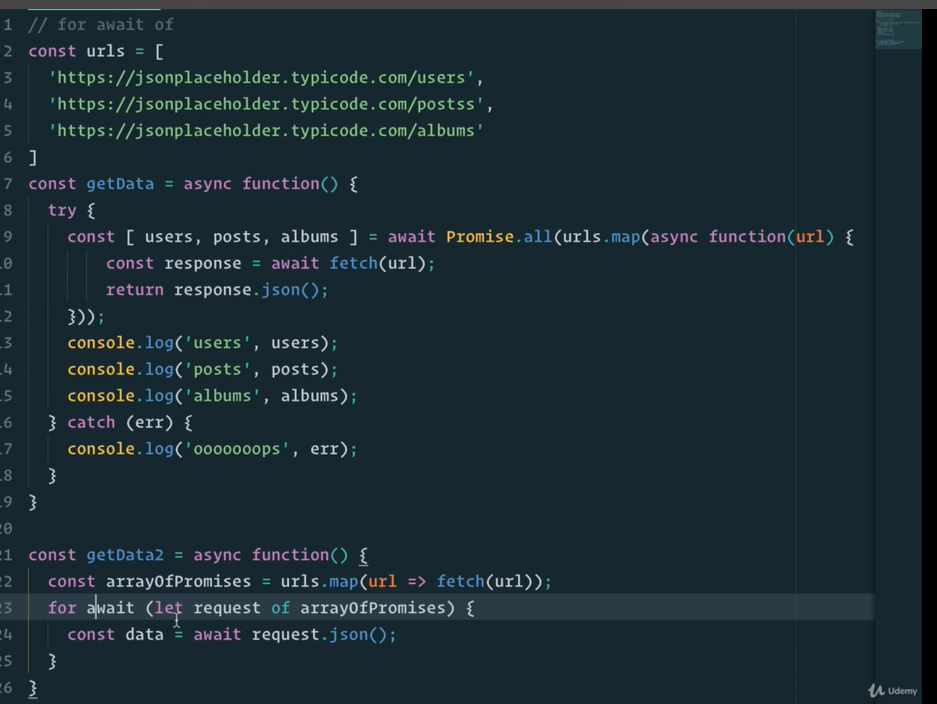 1 // for await of
2 const urls = [
3 'https://jsonplaceholder.typicode.com/users',
4 'https://jsonplaceholder.typicode.com/postss',
5 'https://jsonplaceholder.typicode.com/albums'
6 ]
7 const getData = async function() {
8 try {
9 const [ users, posts, albums ] = await Promise.all(urls.map(async function(url) {
10 const response = await fetch(url);
11 return response.json();
12 }));
13 console.log('users', users);
14 console.log('posts', posts);
15 console.log('albums', albums);
16 } catch (err) {
17 console.log('ooooooops', err);
18 }
19 }
20
21 const getData2 = async function() {
22 const arrayOfPromises = urls.map(url => fetch(url));
23 for await (let request of arrayOfPromises) {
24 const data = await request.json();
25 }
26 }
Udemy